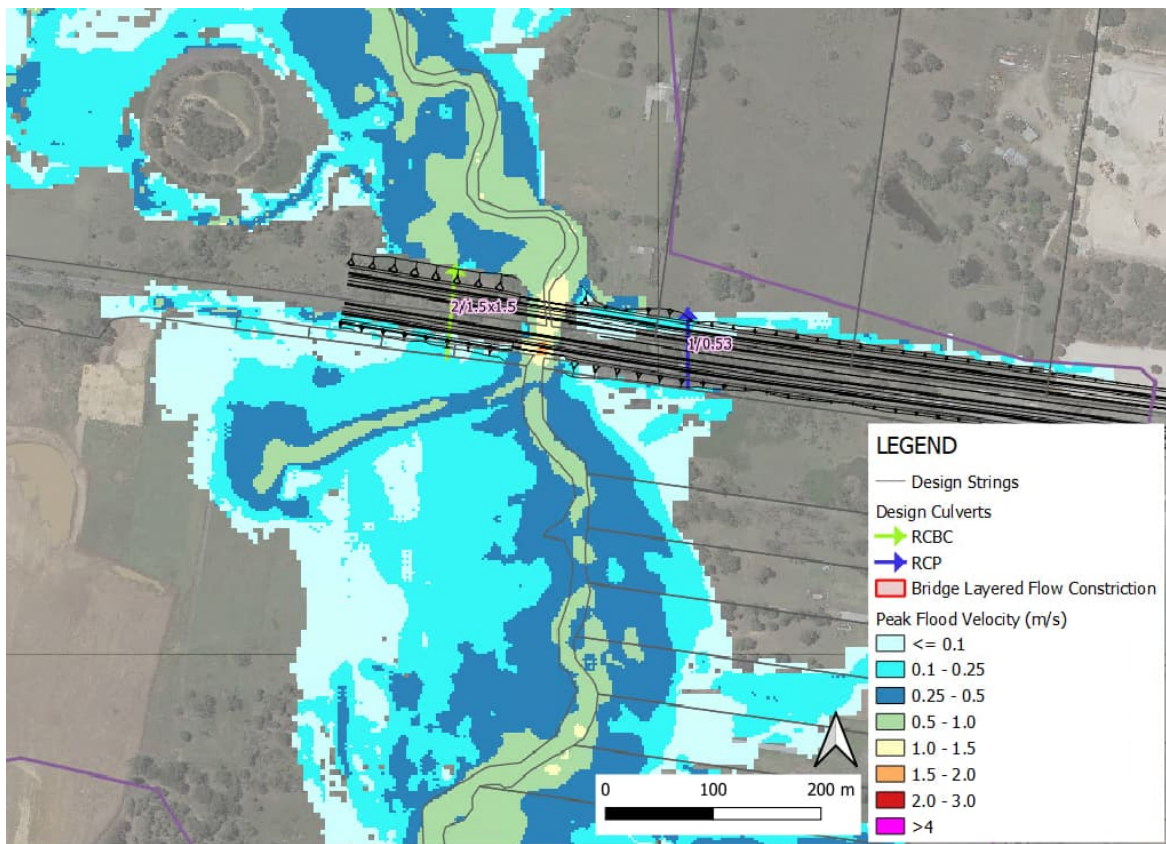 2/1.5x1.5
1/0.53
LEGEND
Design Strings
Design Culverts
RCBC
RCP
Bridge Layered Flow Constriction
Peak Flood Velocity (m/s)
<= 0.1
0.1 - 0.25
0.25 - 0.5
0.5 - 1.0
1.0 - 1.5
1.5 - 2.0
2.0 - 3.0
>4
0 100 200 m